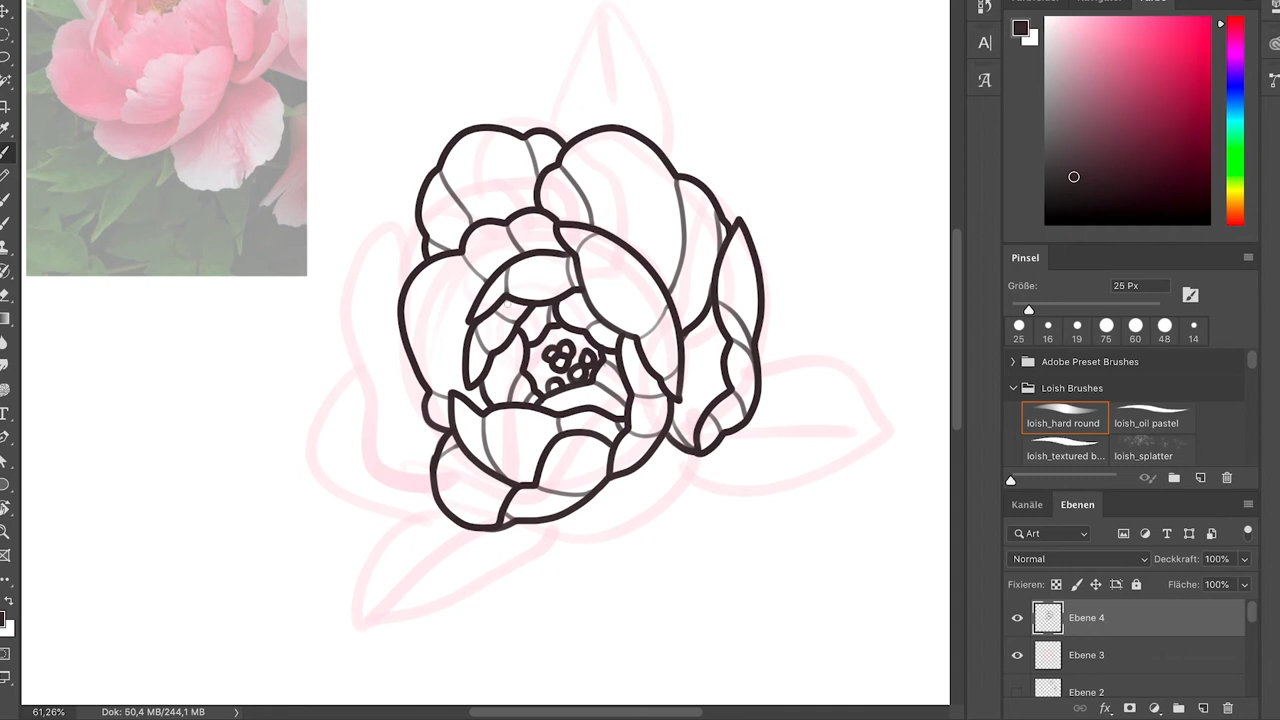 Pinsel
Größe:
25 Px
25 16 19 75 60 48 14
Adobe Preset Brushes
Loish Brushes
loish_hard round loish_oil pastel
loish_textured b... loish_splatter
Kanäle Ebenen
Art
Normal Deckkraft: 100%
Fixieren: Fläche: 100%
Ebene 4
Ebene 3
Ebene 2
61,26% Dok: 50,4 MB/244,1 MB